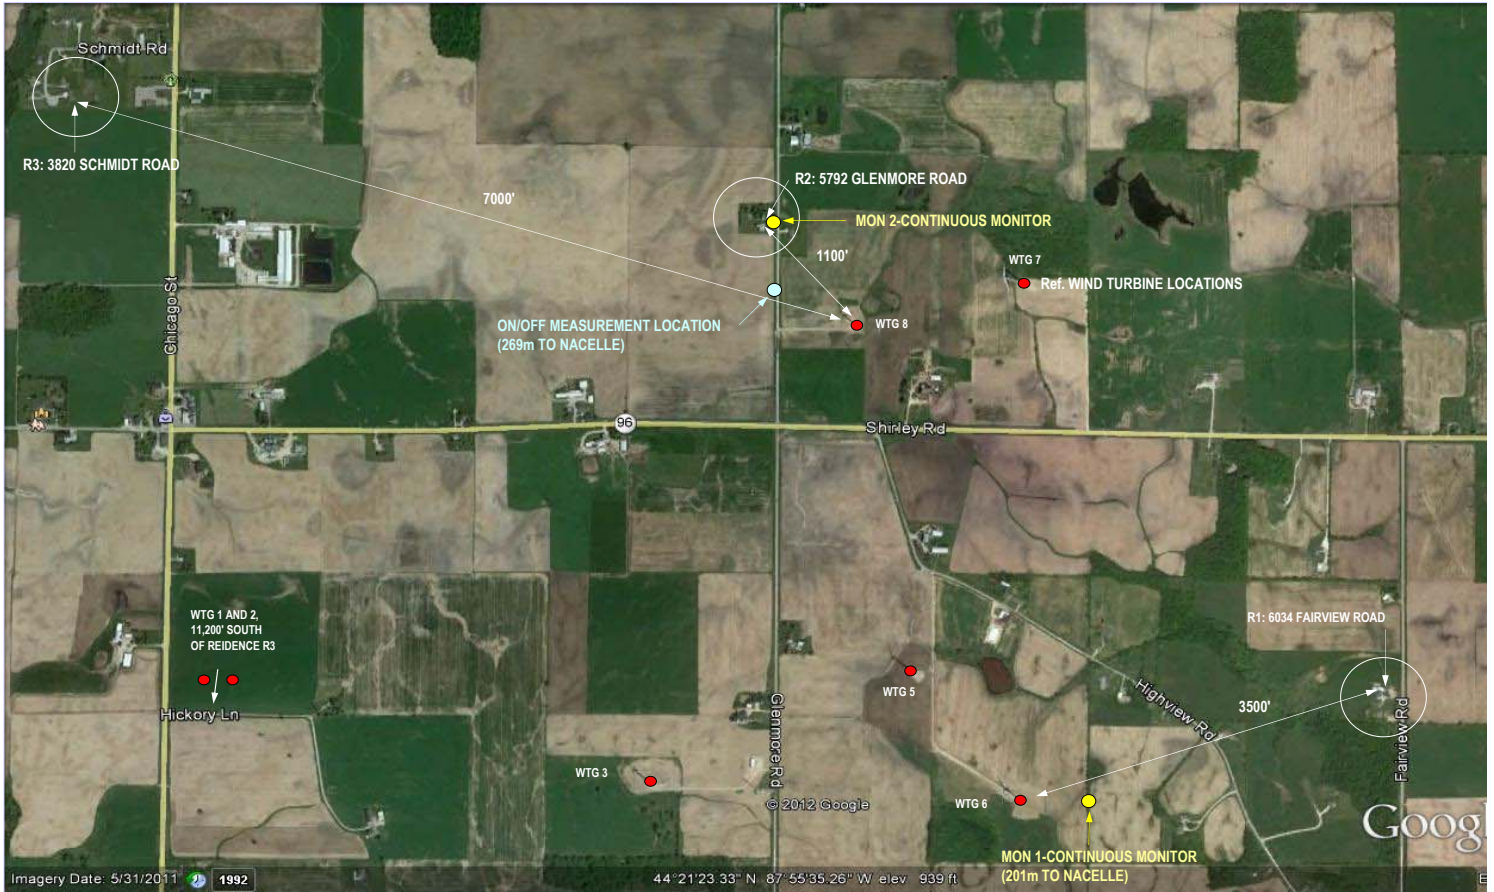 Schmidt Rd
R3: 3820 SCHMIDT ROAD
7000'
R2: 5792 GLENMORE ROAD
MON 2-CONTINUOUS MONITOR
1100'
WTG 7
Ref. WIND TURBINE LOCATIONS
Chicago St
ON/OFF MEASUREMENT LOCATION
(269m TO NACELLE)
WTG 8
96
Shirley Rd
WTG 1 AND 2,
11,200' SOUTH
OF REIDENCE R3
R1: 6034 FAIRVIEW ROAD
WTG 5
Highview Rd
3500'
Hickory Ln
Glenmore Rd
Fairview Rd
WTG 3
WTG 6
© 2012 Google
Googl
MON 1-CONTINUOUS MONITOR
(201m TO NACELLE)
Imagery Date: 5/31/2011
1992
44°21'23.33" N 87°55'35.26" W elev 939 ft
E